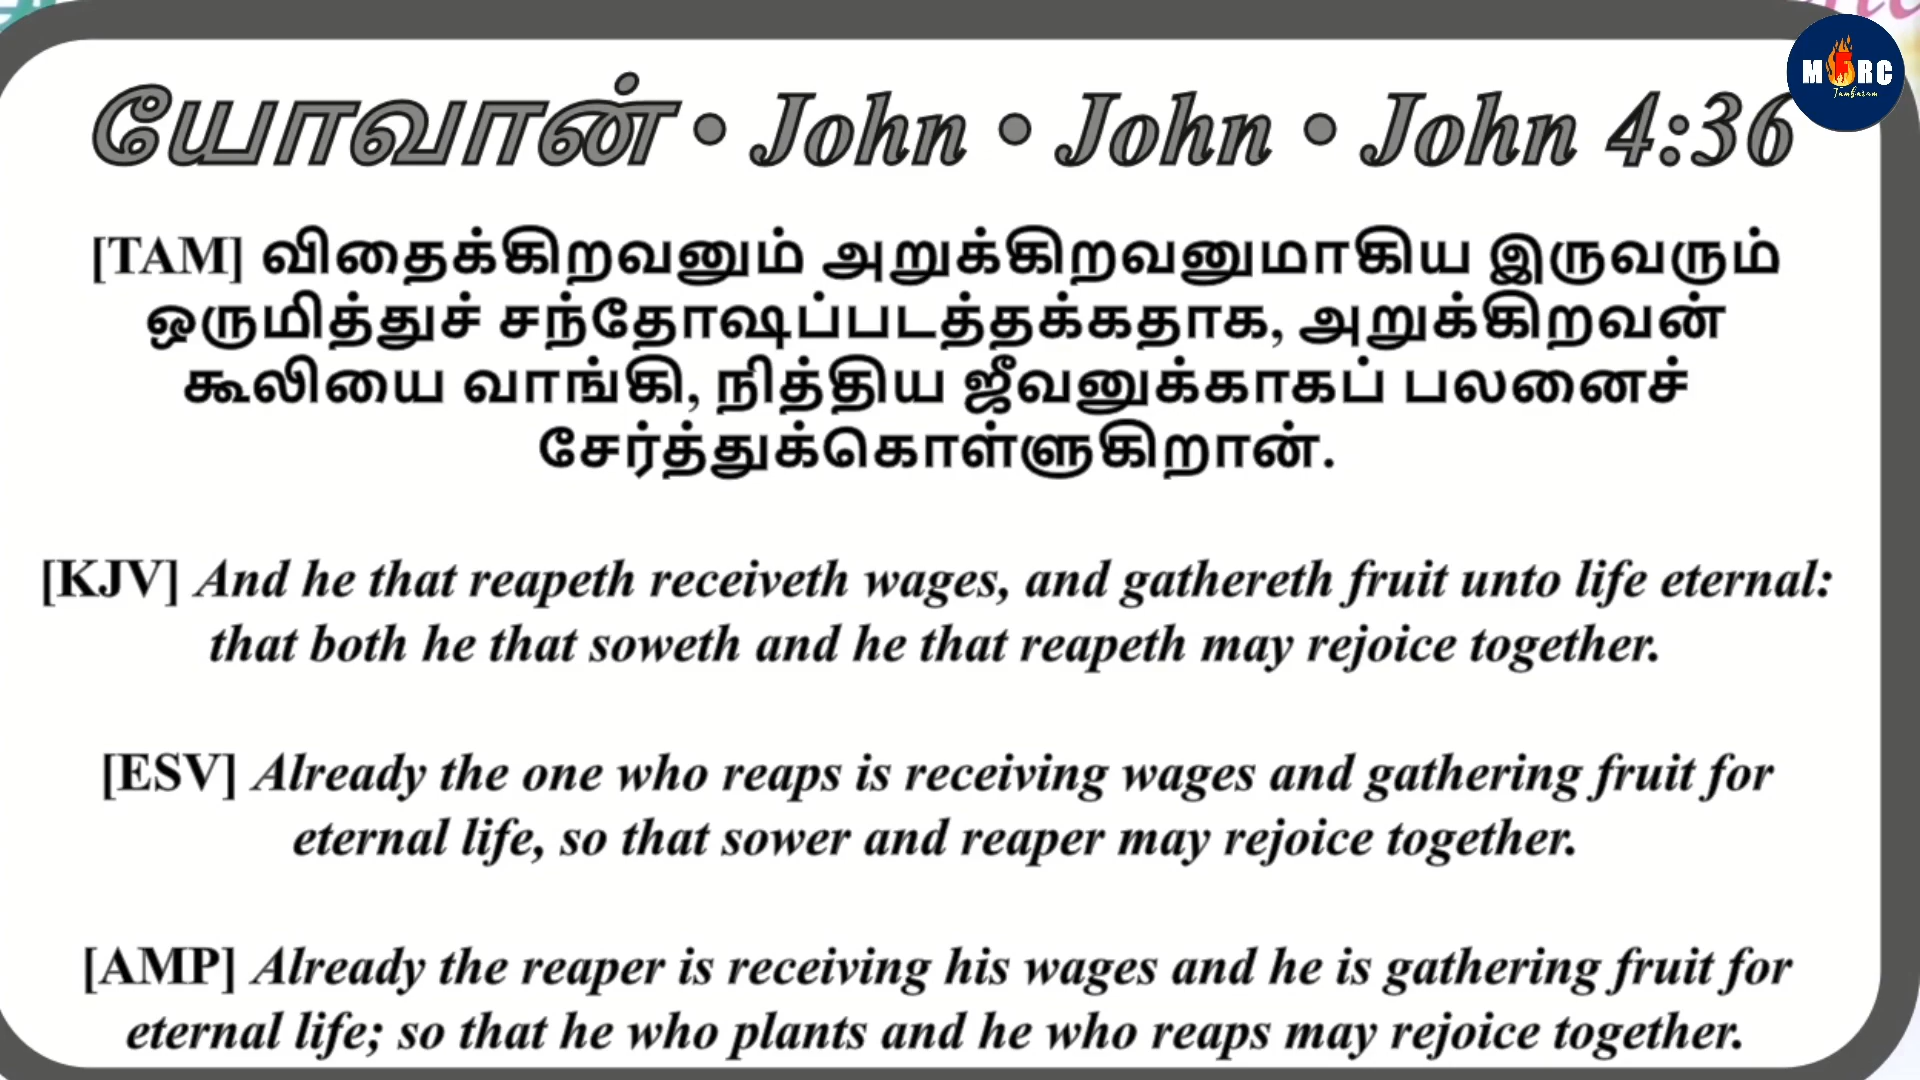 யோவான் • John • John • John 4:36
MFRC
Tambaram
[TAM] விதைக்கிறவனும் அறுக்கிறவனுமாகிய இருவரும்
ஒருமித்துச் சந்தோஷப்படத்தக்கதாக, அறுக்கிறவன்
கூலியை வாங்கி, நித்திய ஜீவனுக்காகப் பலனைச்
சேர்த்துக்கொள்ளுகிறான்.
[KJV] And he that reapeth receiveth wages, and gathereth fruit unto life eternal:
that both he that soweth and he that reapeth may rejoice together.
[ESV] Already the one who reaps is receiving wages and gathering fruit for
eternal life, so that sower and reaper may rejoice together.
[AMP] Already the reaper is receiving his wages and he is gathering fruit for
eternal life; so that he who plants and he who reaps may rejoice together.